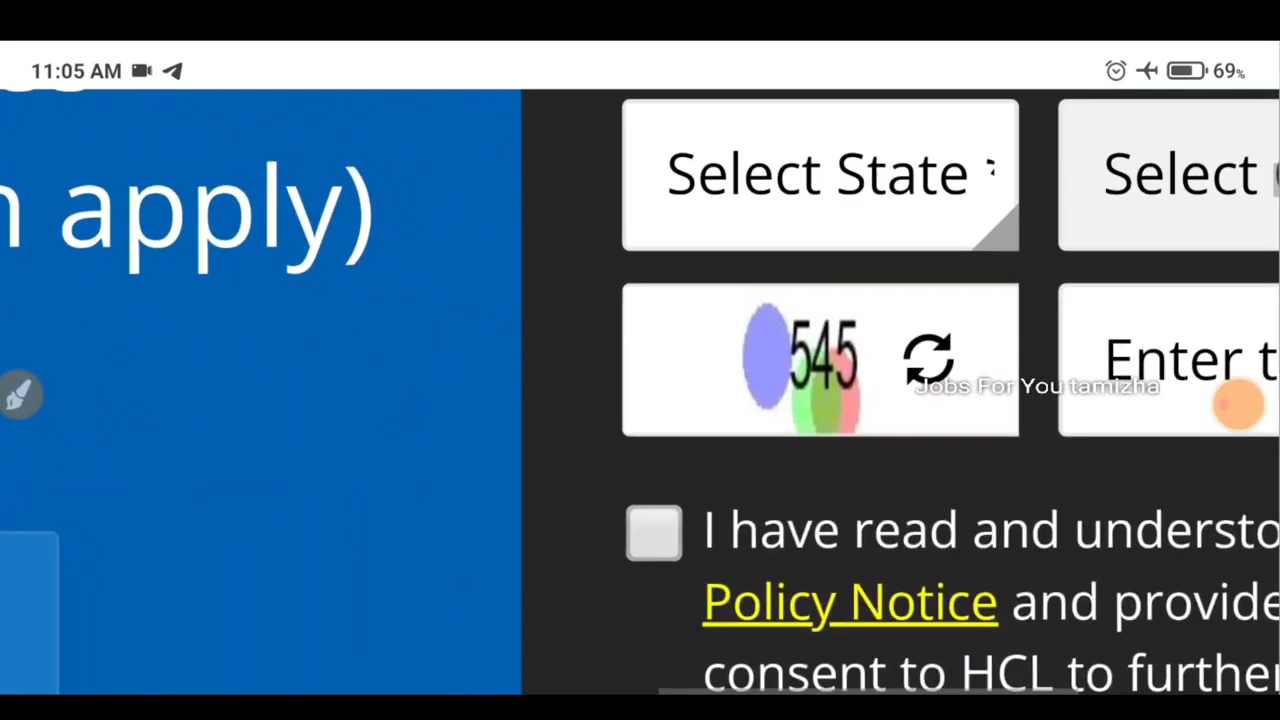 11:05 AM
69%
apply)
Select State
Select
545
Enter t
Jobs For You tamizha
I have read and understo
Policy Notice and provide
consent to HCL to further